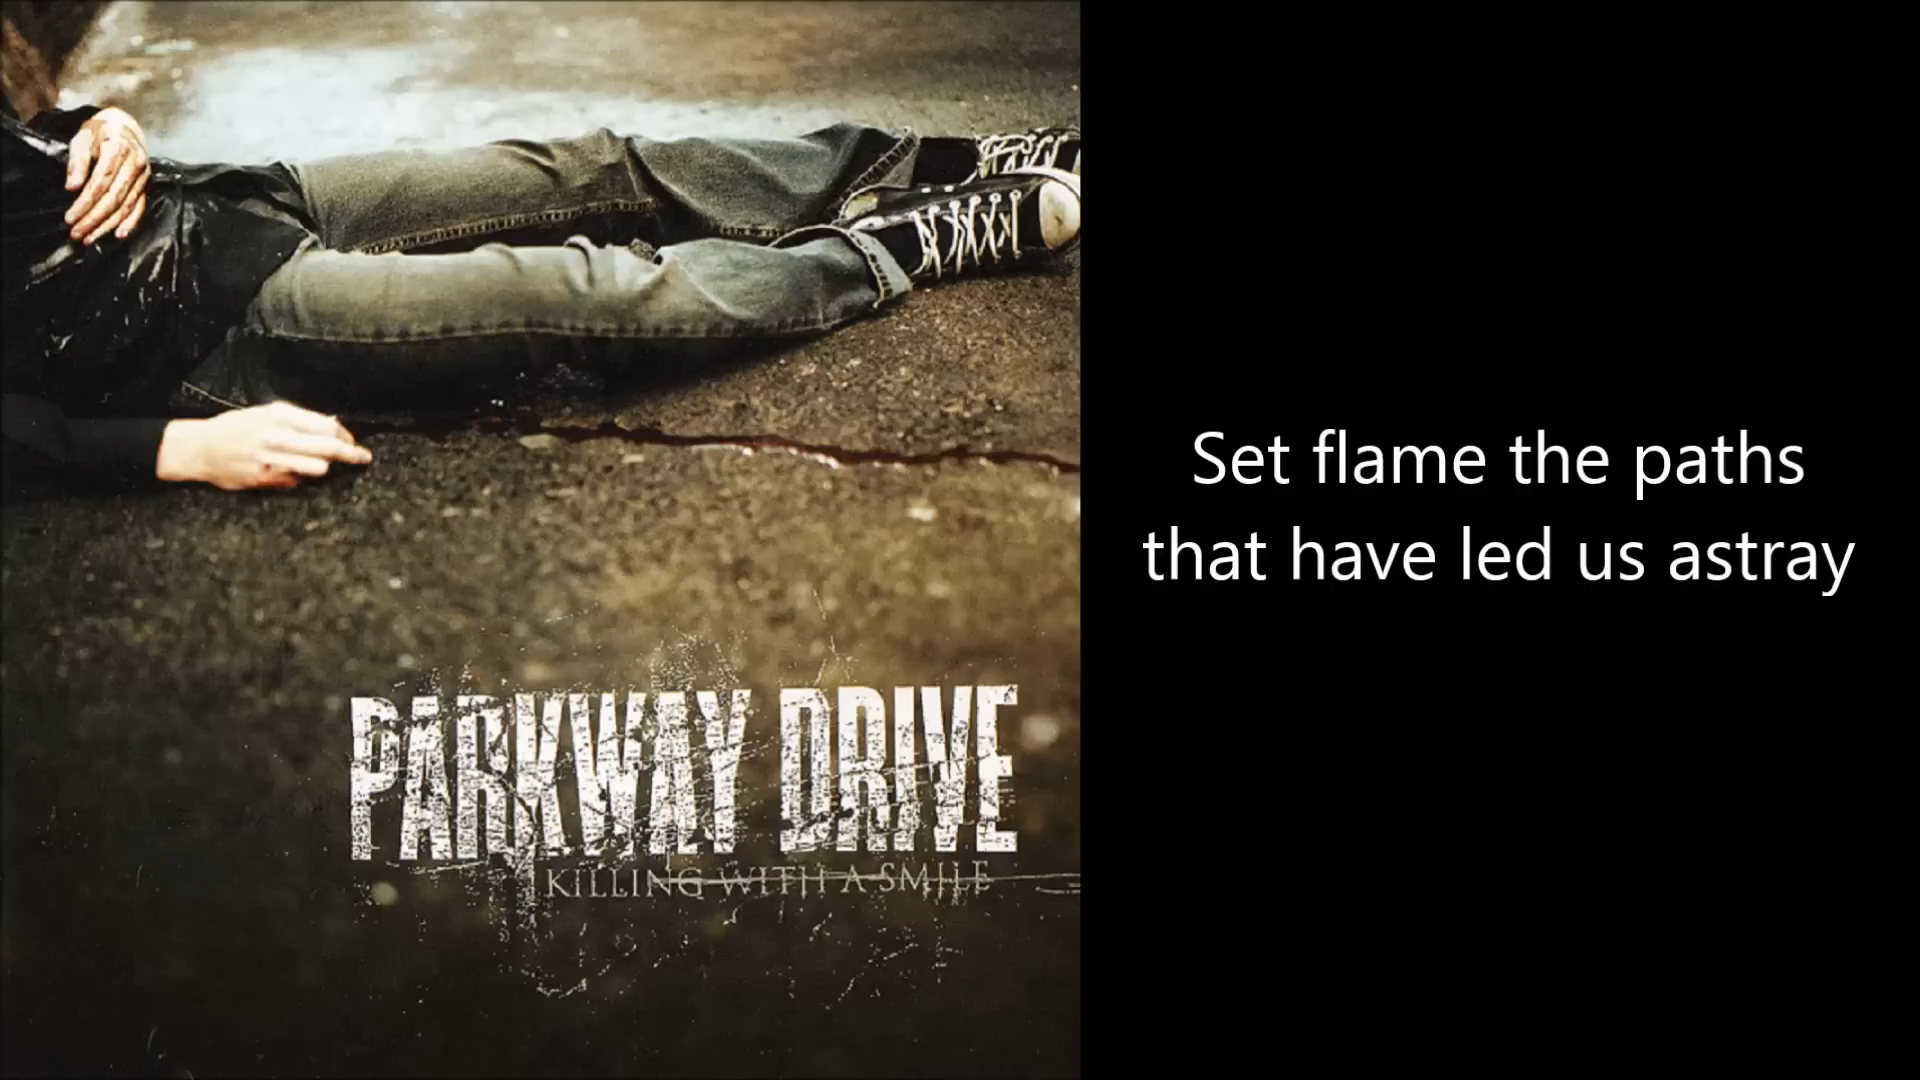 PARKWAY DRIVE
KILLING WITH A SMILE
Set flame the paths
that have led us astray